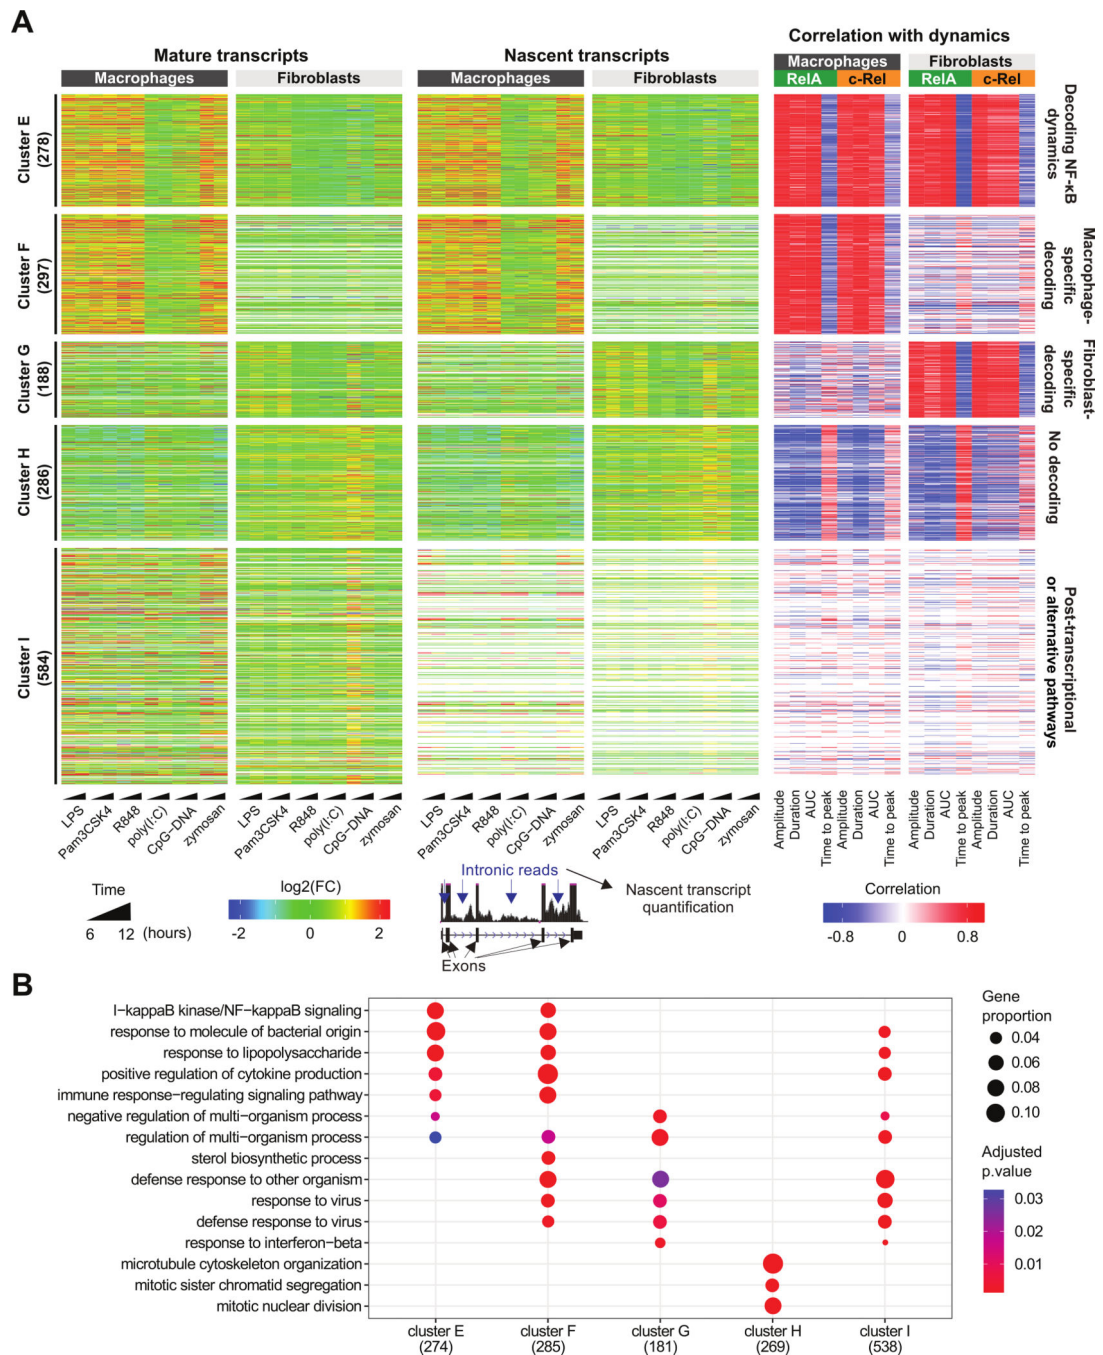 A
Mature transcripts
Nascent transcripts
Correlation with dynamics
Macrophages
Fibroblasts
Macrophages
Fibroblasts
Macrophages
Fibroblasts
RelA
c-Rel
RelA
c-Rel
Cluster E
(278)
Decoding NF-κB
dynamics
Cluster F
(297)
Macrophage-
specific
decoding
Cluster G
(188)
Fibroblast-
specific
decoding
Cluster H
(286)
No decoding
Cluster I
(584)
Post-transcriptional
or alternative pathways
LPS
Pam3CSK4
R848
poly(I:C)
CpG-DNA
zymosan
LPS
Pam3CSK4
R848
poly(I:C)
CpG-DNA
zymosan
LPS
Pam3CSK4
R848
poly(I:C)
CpG-DNA
zymosan
LPS
Pam3CSK4
R848
poly(I:C)
CpG-DNA
zymosan
Amplitude
Duration
AUC
Time to peak
Amplitude
Duration
AUC
Time to peak
Amplitude
Duration
AUC
Time to peak
Amplitude
Duration
AUC
Time to peak
Time
6 12 (hours)
log2(FC)
-2 0 2
Intronic reads
Nascent transcript
quantification
Exons
Correlation
-0.8 0 0.8
B
I-kappaB kinase/NF-kappaB signaling
response to molecule of bacterial origin
response to lipopolysaccharide
positive regulation of cytokine production
immune response-regulating signaling pathway
negative regulation of multi-organism process
regulation of multi-organism process
sterol biosynthetic process
defense response to other organism
response to virus
defense response to virus
response to interferon-beta
microtubule cytoskeleton organization
mitotic sister chromatid segregation
mitotic nuclear division
cluster E
(274)
cluster F
(285)
cluster G
(181)
cluster H
(269)
cluster I
(538)
Gene
proportion
0.04
0.06
0.08
0.10
Adjusted
p.value
0.03
0.02
0.01